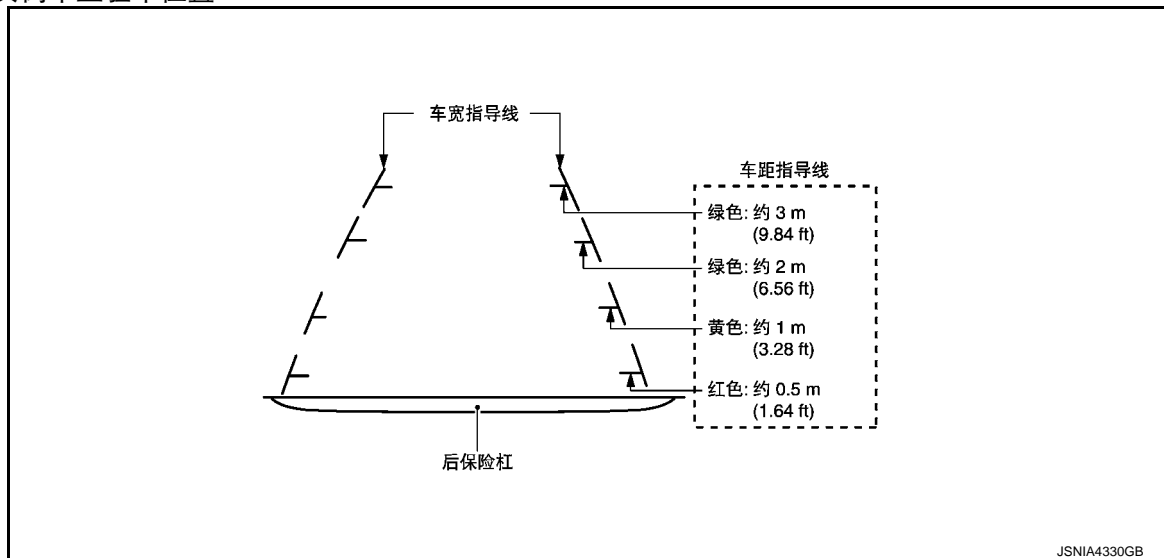 车宽指导线
车距指导线
绿色: 约 3 m
(9.84 ft)
绿色: 约 2 m
(6.56 ft)
黄色: 约 1 m
(3.28 ft)
红色: 约 0.5 m
(1.64 ft)
后保险杠
JSNIA4330GB